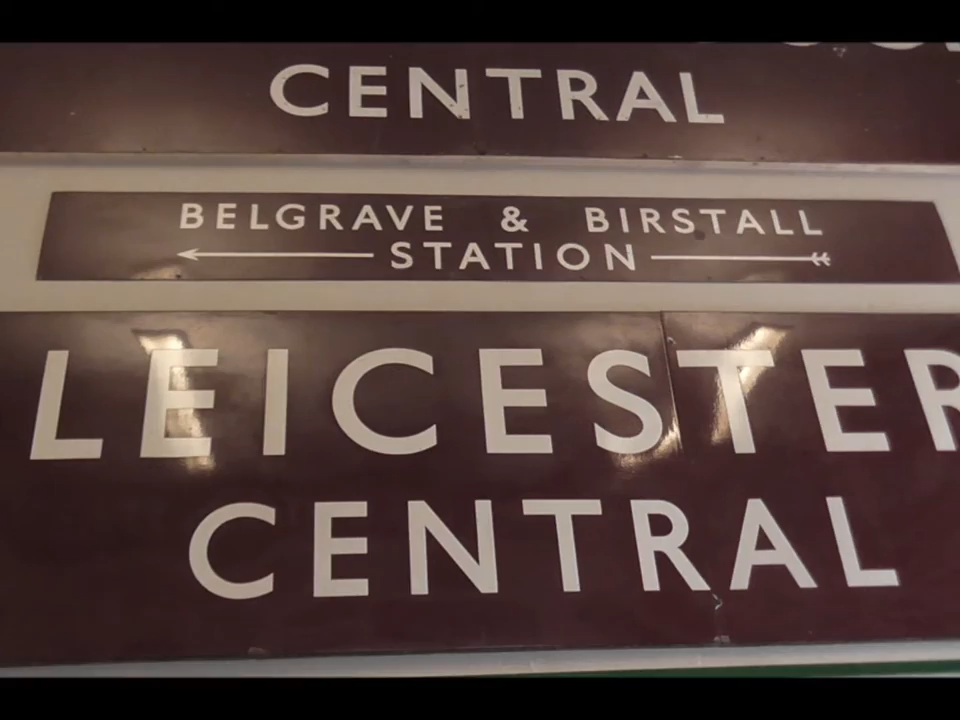 CENTRAL
BELGRAVE & BIRSTALL
STATION
LEICESTER
CENTRAL